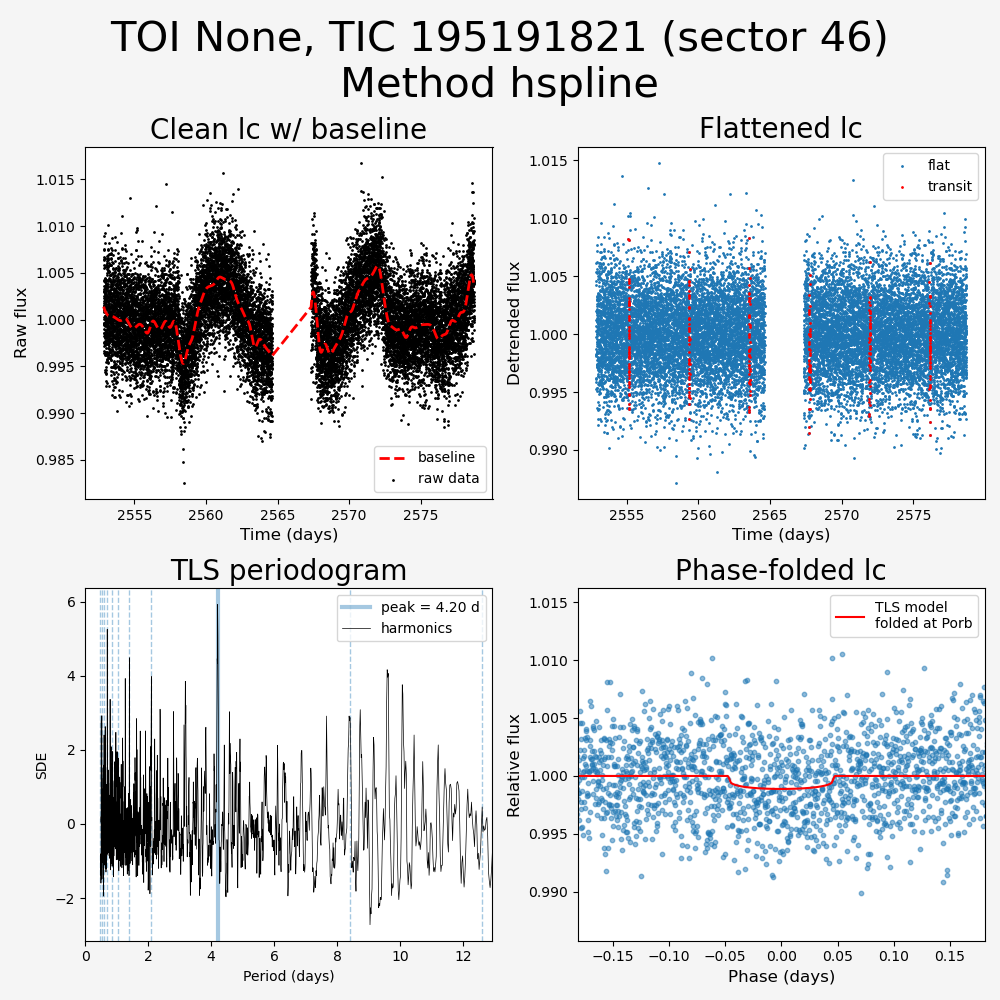 TOI None, TIC 195191821 (sector 46)
Method hspline
Clean lc w/ baseline
Raw flux
1.015
1.010
1.005
1.000
0.995
0.990
0.985
baseline
raw data
2555
2560
2565
2570
2575
Time (days)
Flattened lc
Detrended flux
1.015
1.010
1.005
1.000
0.995
0.990
flat
transit
2555
2560
2565
2570
2575
Time (days)
TLS periodogram
SDE
6
4
2
0
−2
peak = 4.20 d
harmonics
0
2
4
6
8
10
12
Period (days)
Phase-folded lc
Relative flux
1.015
1.010
1.005
1.000
0.995
0.990
TLS model
folded at Porb
−0.15
−0.10
−0.05
0.00
0.05
0.10
0.15
Phase (days)